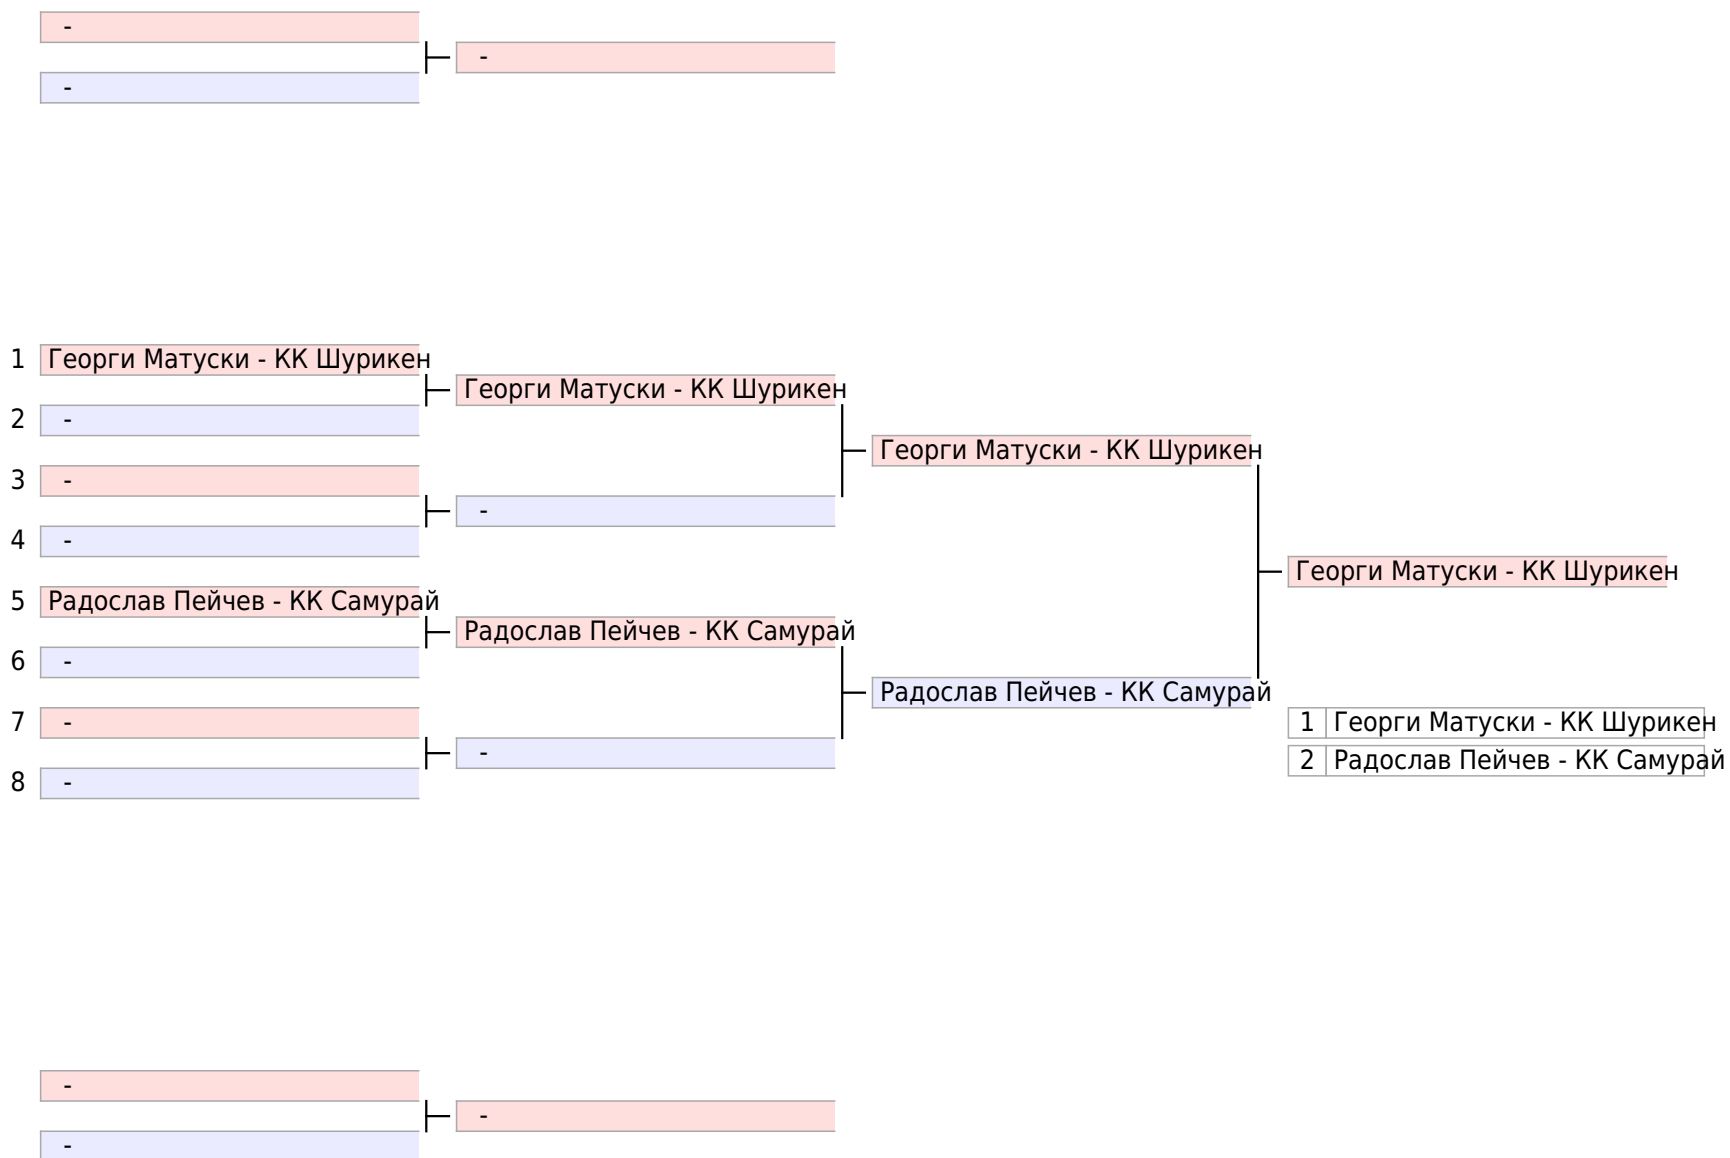 -
-
-
1 Георги Матуски - КК Шурикен
Георги Матуски - КК Шурикен
2 -
Георги Матуски - КК Шурикен
3 -
-
4 -
Георги Матуски - КК Шурикен
5 Радослав Пейчев - КК Самурай
Радослав Пейчев - КК Самурай
6 -
Радослав Пейчев - КК Самурай
7 -
1 Георги Матуски - КК Шурикен
-
2 Радослав Пейчев - КК Самурай
8 -
-
-
-